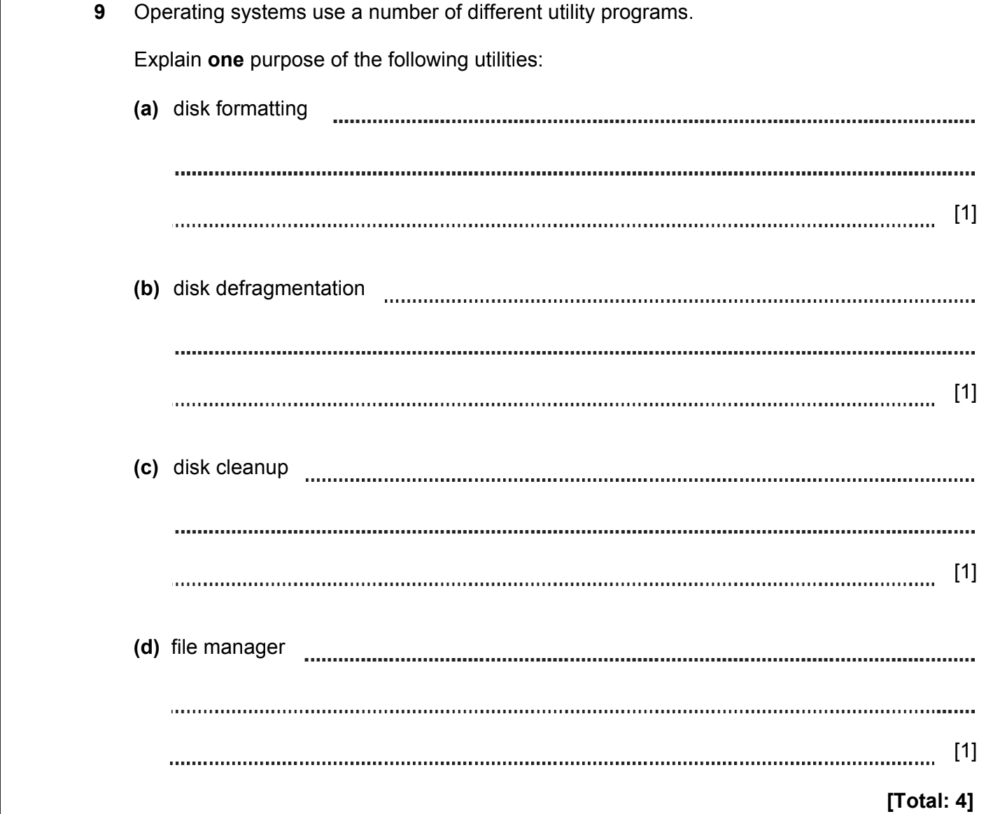 9 Operating systems use a number of different utility programs.
Explain one purpose of the following utilities:
(a) disk formatting
[1]
(b) disk defragmentation
[1]
(c) disk cleanup
[1]
(d) file manager
[1]
[Total: 4]